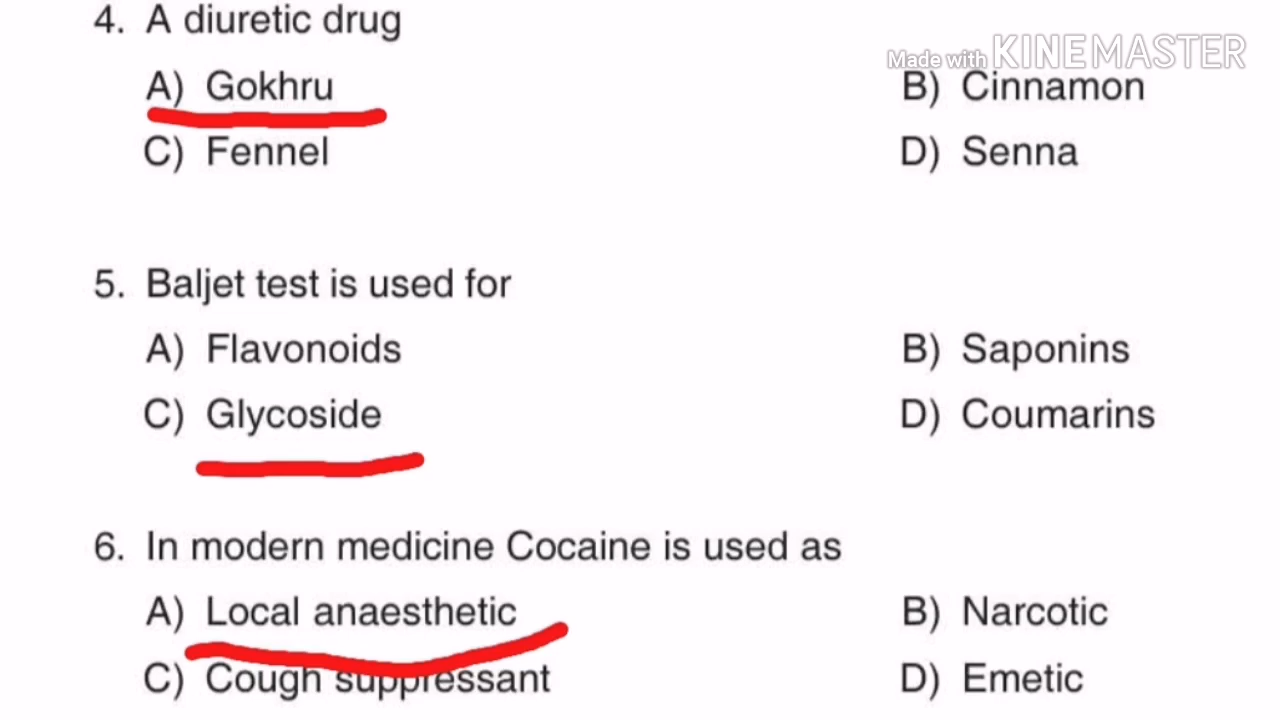 4. A diuretic drug
Made with KINEMASTER
A) Gokhru
B) Cinnamon
C) Fennel
D) Senna
5. Baljet test is used for
A) Flavonoids
B) Saponins
C) Glycoside
D) Coumarins
6. In modern medicine Cocaine is used as
A) Local anaesthetic
B) Narcotic
C) Cough suppressant
D) Emetic